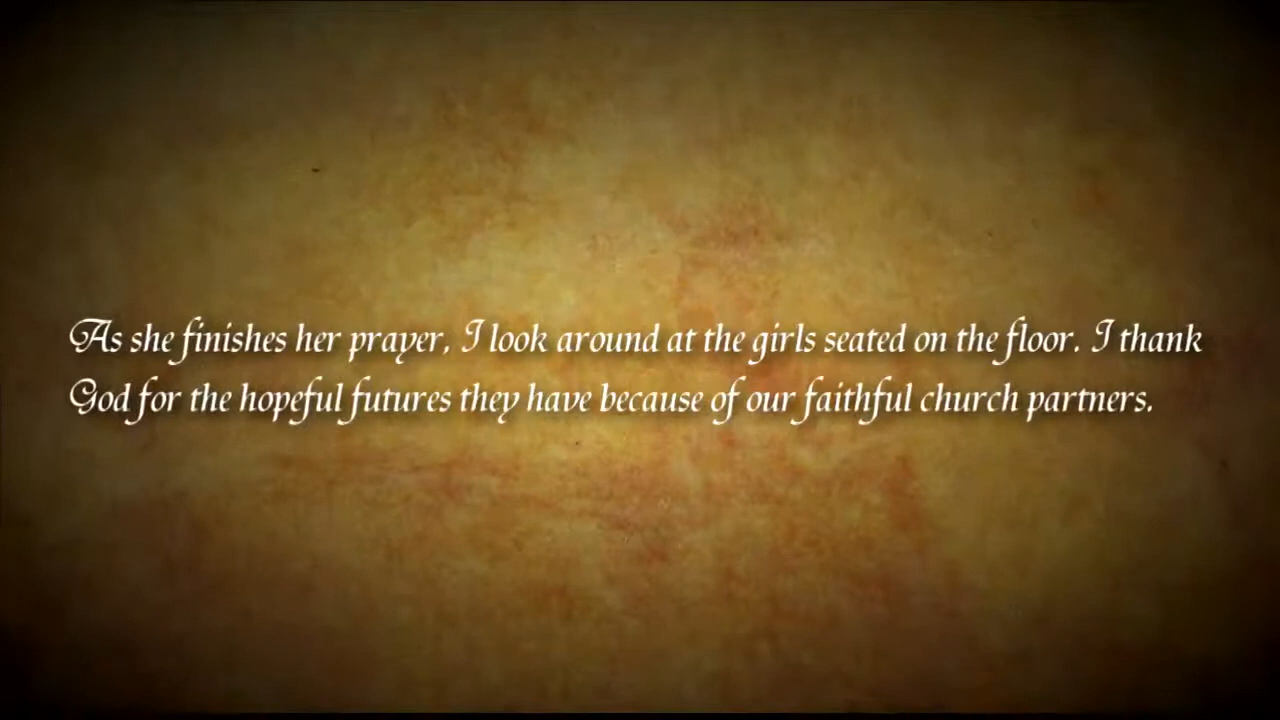 As she finishes her prayer, I look around at the girls seated on the floor. I thank
God for the hopeful futures they have because of our faithful church partners.